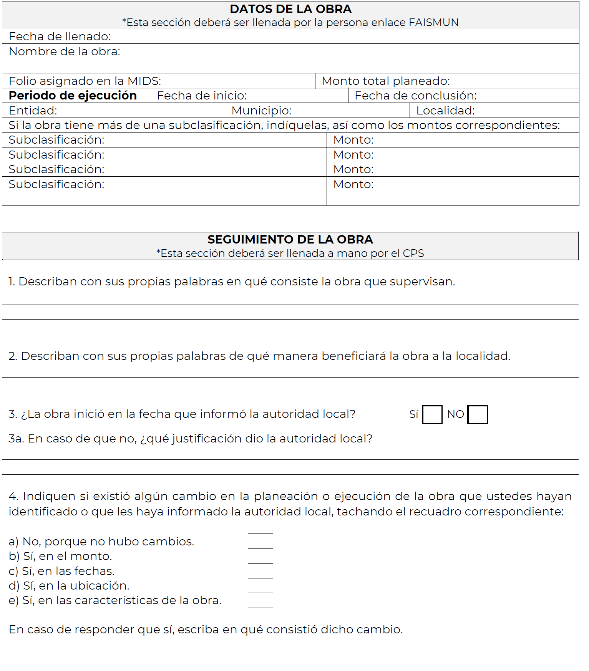 DATOS DE LA OBRA
*Esta sección deberá ser llenada por la persona enlace FAISMUN
Fecha de llenado:
Nombre de la obra:
Folio asignado en la MIDS: Monto total planeado:
Periodo de ejecución Fecha de inicio: Fecha de conclusión:
Entidad: Municipio: Localidad:
Si la obra tiene más de una subclasificación, indíquelas, así como los montos correspondientes:
Subclasificación: Monto:
Subclasificación: Monto:
Subclasificación: Monto:
Subclasificación: Monto:
SEGUIMIENTO DE LA OBRA
*Esta sección deberá ser llenada a mano por el CPS
1. Describan con sus propias palabras en qué consiste la obra que supervisan.
2. Describan con sus propias palabras de qué manera beneficiará la obra a la localidad.
3. ¿La obra inició en la fecha que informó la autoridad local? Sí NO
3a. En caso de que no, ¿qué justificación dio la autoridad local?
4. Indiquen si existió algún cambio en la planeación o ejecución de la obra que ustedes hayan
identificado o que les haya informado la autoridad local, tachando el recuadro correspondiente:
a) No, porque no hubo cambios.
b) Sí, en el monto.
c) Sí, en las fechas.
d) Sí, en la ubicación.
e) Sí, en las características de la obra.
En caso de responder que sí, escriba en qué consistió dicho cambio.